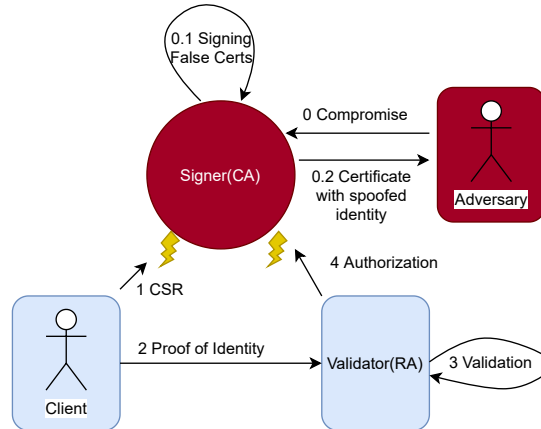 0.1 Signing
False Certs
0 Compromise
Signer(CA)
0.2 Certificate
with spoofed
identity
Adversary
4 Authorization
1 CSR
2 Proof of Identity
Validator(RA)
3 Validation
Client